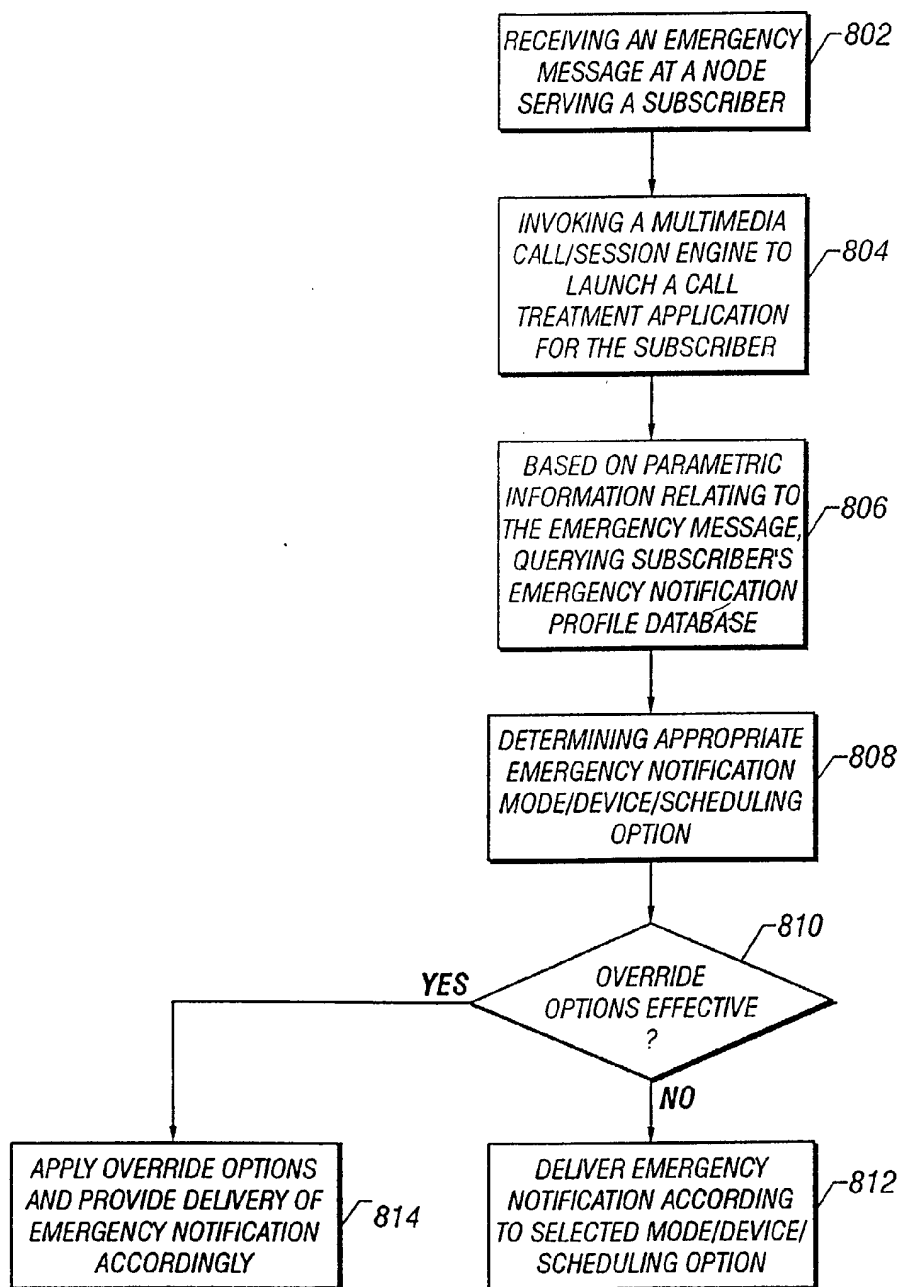 RECEIVING AN EMERGENCY
MESSAGE AT A NODE
SERVING A SUBSCRIBER
802
INVOKING A MULTIMEDIA
CALL/SESSION ENGINE TO
LAUNCH A CALL
TREATMENT APPLICATION
FOR THE SUBSCRIBER
804
BASED ON PARAMETRIC
INFORMATION RELATING TO
THE EMERGENCY MESSAGE,
QUERYING SUBSCRIBER'S
EMERGENCY NOTIFICATION
PROFILE DATABASE
806
DETERMINING APPROPRIATE
EMERGENCY NOTIFICATION
MODE/DEVICE/SCHEDULING
OPTION
808
810
OVERRIDE
OPTIONS EFFECTIVE
?
YES
NO
APPLY OVERRIDE OPTIONS
AND PROVIDE DELIVERY OF
EMERGENCY NOTIFICATION
ACCORDINGLY
814
DELIVER EMERGENCY
NOTIFICATION ACCORDING
TO SELECTED MODE/DEVICE/
SCHEDULING OPTION
812